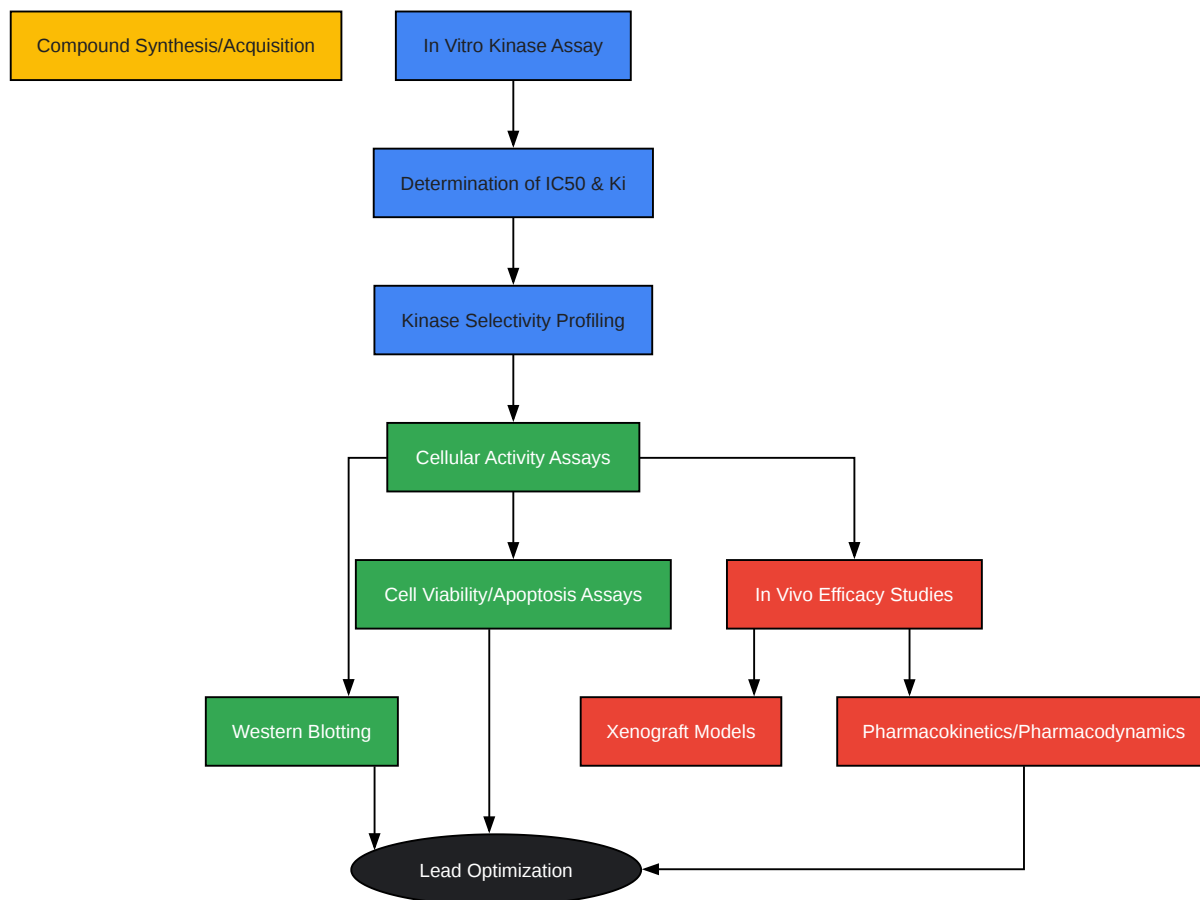 Compound Synthesis/Acquisition
In Vitro Kinase Assay
Determination of IC50 & Ki
Kinase Selectivity Profiling
Cellular Activity Assays
Cell Viability/Apoptosis Assays
In Vivo Efficacy Studies
Western Blotting
Xenograft Models
Pharmacokinetics/Pharmacodynamics
Lead Optimization